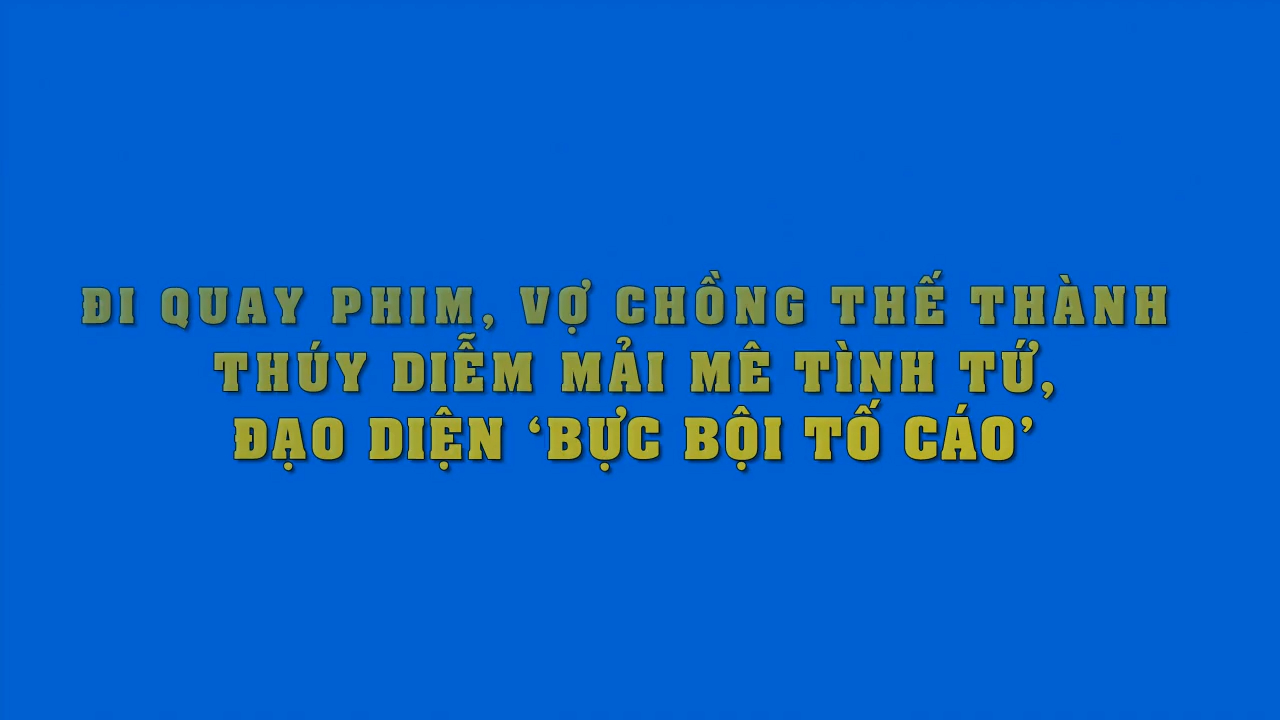 ĐI QUAY PHIM, VỢ CHỒNG THẾ THÀNH
THÚY DIỄM MẢI MÊ TÌNH TỨ,
ĐẠO DIỆN ‘BỰC BỘI TỐ CÁO’